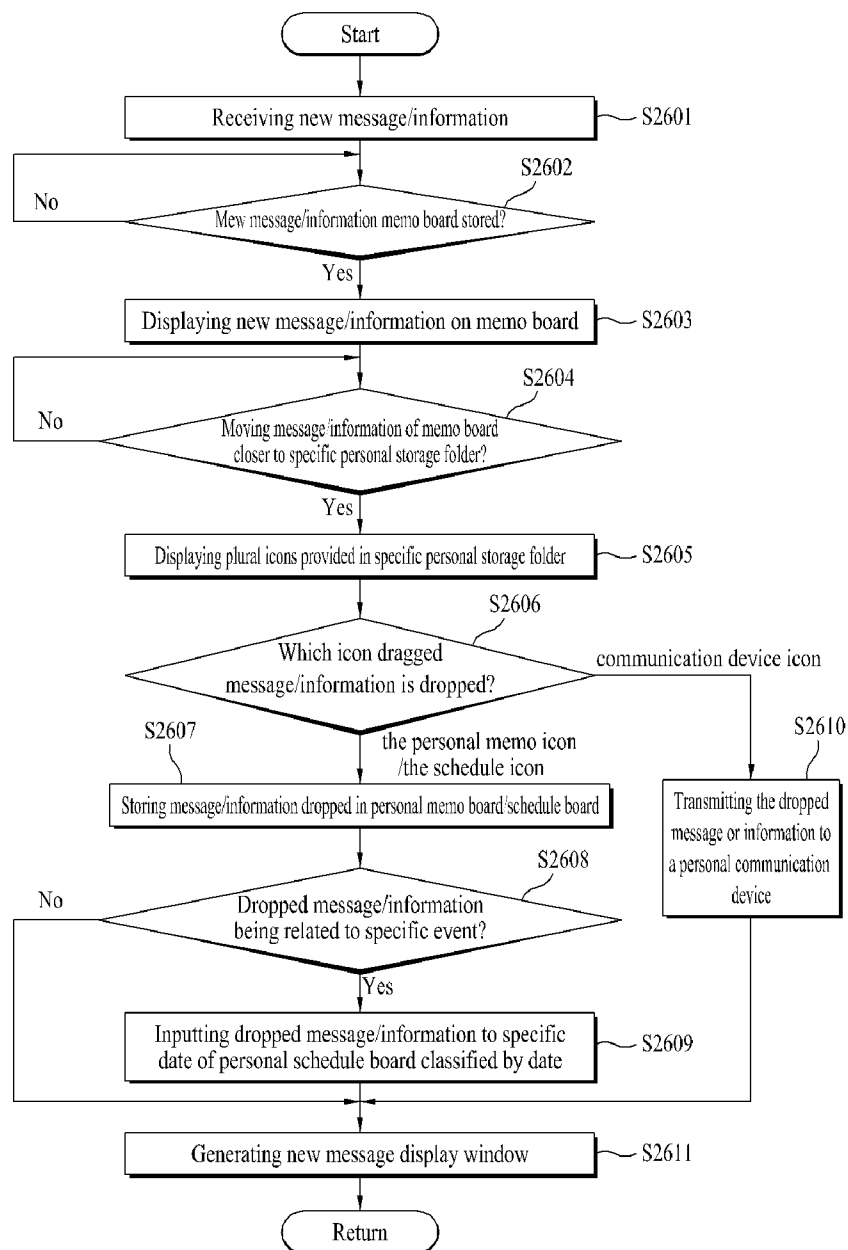 Start
Receiving new message/information
S2601
S2602
No
Mew message/information memo board stored?
Yes
Displaying new message/information on memo board
S2603
S2604
No
Moving message/information of memo board
closer to specific personal storage folder?
Yes
Displaying plural icons provided in specific personal storage folder
S2605
S2606
Which icon dragged
message/information is dropped?
communication device icon
S2607
the personal memo icon
/the schedule icon
S2610
Storing message/information dropped in personal memo board/schedule board
Transmitting the dropped
message or information to
a personal communication
device
S2608
No
Dropped message/information
being related to specific event?
Yes
Inputting dropped message/information to specific
date of personal schedule board classified by date
S2609
Generating new message display window
S2611
Return